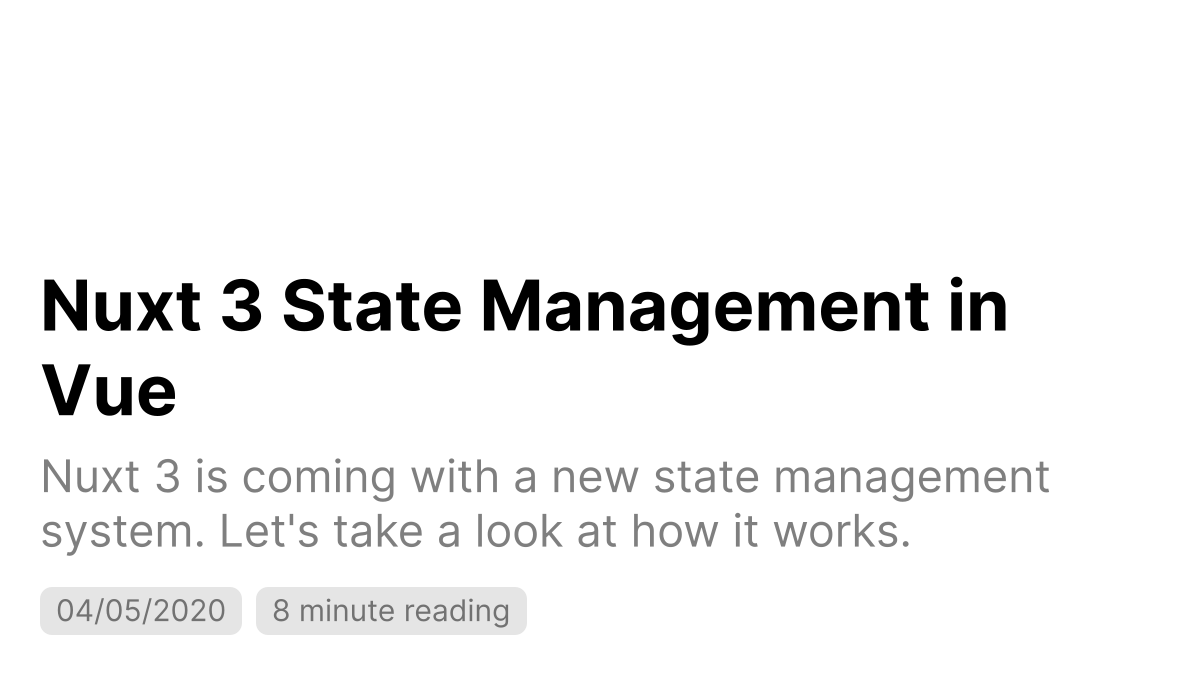 Nuxt 3 State Management in
Vue
Nuxt 3 is coming with a new state management
system. Let's take a look at how it works.
04/05/2020 8 minute reading